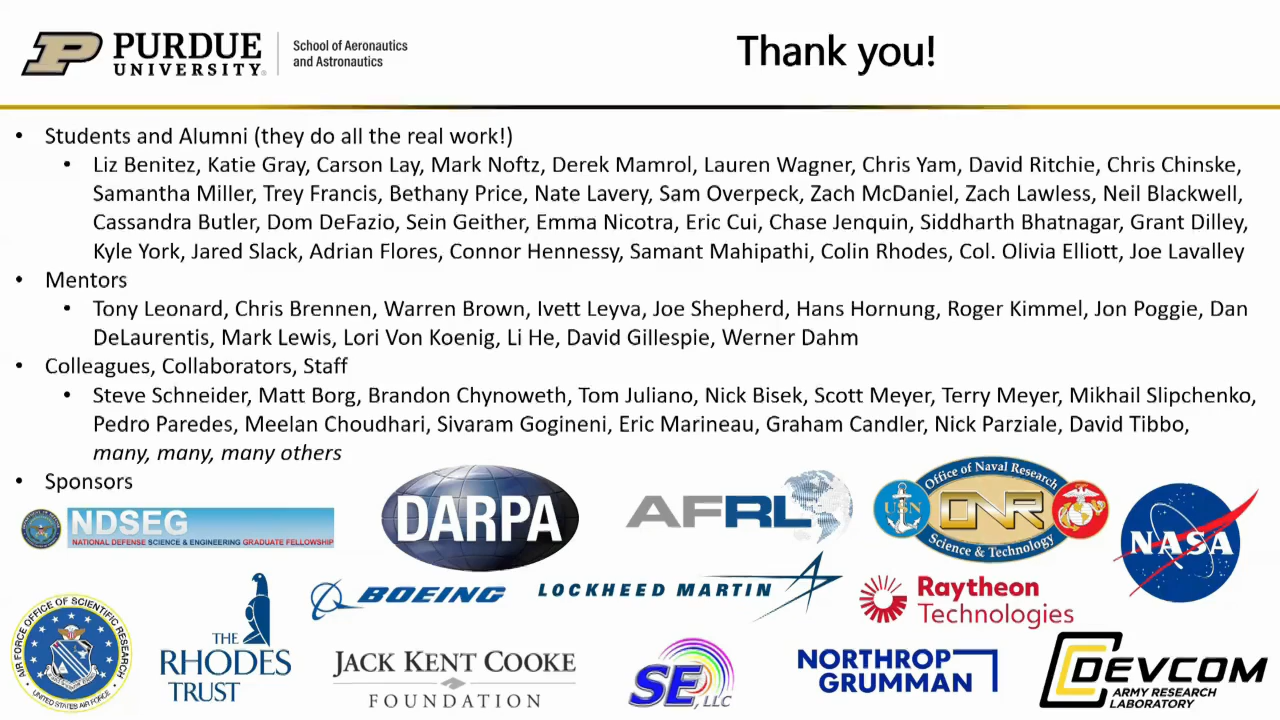 PURDUE
UNIVERSITY®
School of Aeronautics
and Astronautics
Thank you!
• Students and Alumni (they do all the real work!)
• Liz Benitez, Katie Gray, Carson Lay, Mark Noftz, Derek Mamrol, Lauren Wagner, Chris Yam, David Ritchie, Chris Chinske,
Samantha Miller, Trey Francis, Bethany Price, Nate Lavery, Sam Overpeck, Zach McDaniel, Zach Lawless, Neil Blackwell,
Cassandra Butler, Dom DeFazio, Sein Geither, Emma Nicotra, Eric Cui, Chase Jenquin, Siddharth Bhatnagar, Grant Dilley,
Kyle York, Jared Slack, Adrian Flores, Connor Hennessy, Samant Mahipathi, Colin Rhodes, Col. Olivia Elliott, Joe Lavalley
• Mentors
• Tony Leonard, Chris Brennen, Warren Brown, Ivett Leyva, Joe Shepherd, Hans Hornung, Roger Kimmel, Jon Poggie, Dan
DeLaurentis, Mark Lewis, Lori Von Koenig, Li He, David Gillespie, Werner Dahm
• Colleagues, Collaborators, Staff
• Steve Schneider, Matt Borg, Brandon Chynoweth, Tom Juliano, Nick Bisek, Scott Meyer, Terry Meyer, Mikhail Slipchenko,
Pedro Paredes, Meelan Choudhari, Sivaram Gogineni, Eric Marineau, Graham Candler, Nick Parziale, David Tibbo,
many, many, many others
• Sponsors
NDSEG
NATIONAL DEFENSE SCIENCE & ENGINEERING GRADUATE FELLOWSHIP
DARPA
AFRL
Office of Naval Research
USN
ONR
Science & Technology
NASA
BOEING
LOCKHEED MARTIN
Raytheon
Technologies
AIR FORCE OFFICE OF SCIENTIFIC RESEARCH
UNITED STATES AIR FORCE
THE
RHODES
TRUST
JACK KENT COOKE
FOUNDATION
SE, LLC
NORTHROP
GRUMMAN
DEVCOM
ARMY RESEARCH
LABORATORY